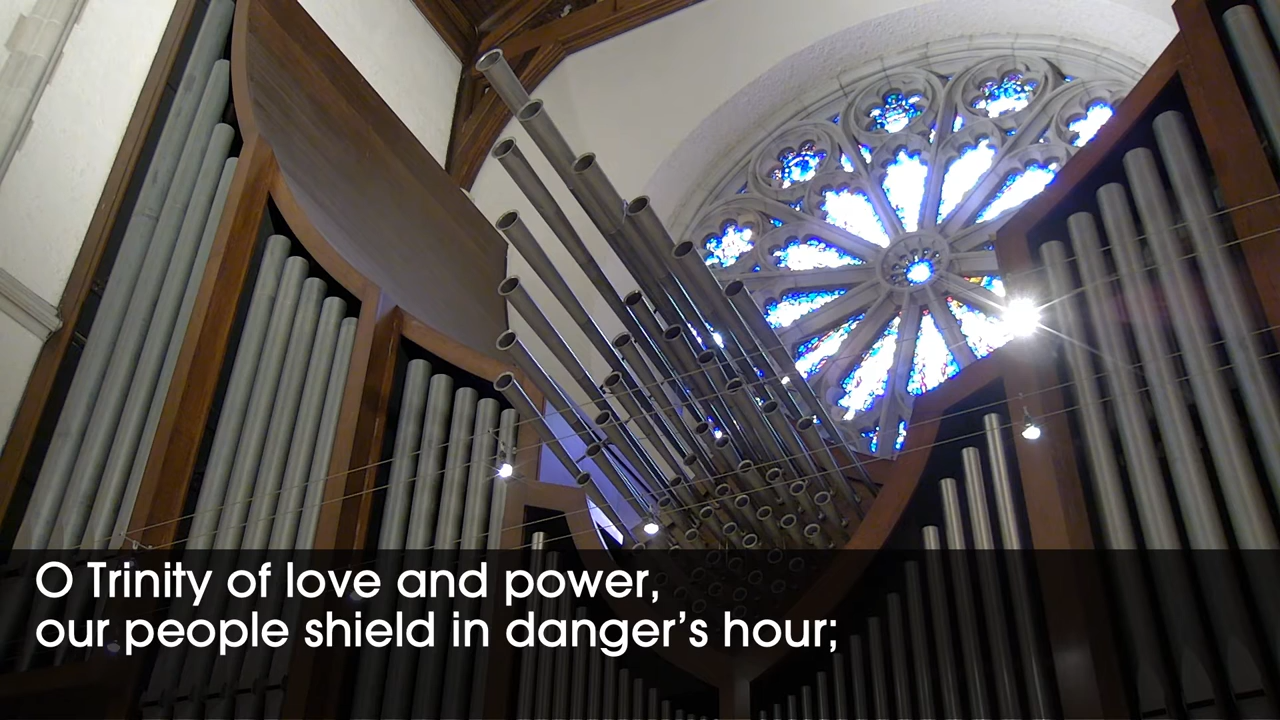 O Trinity of love and power,
our people shield in danger’s hour;